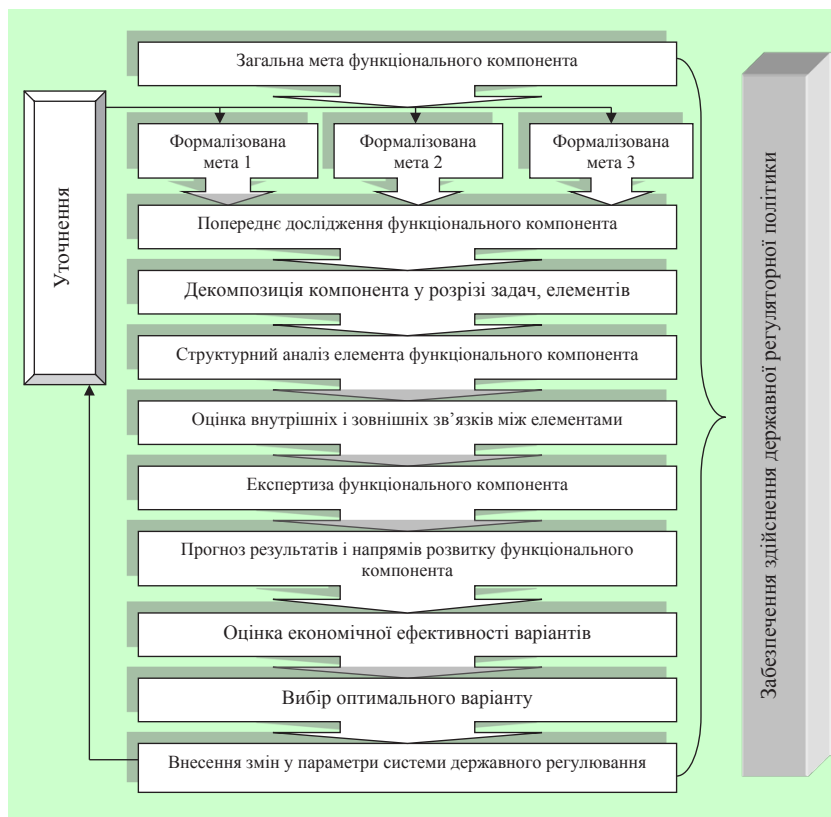 Загальна мета функціонального компонента
Уточнення
Формалізована
мета 1
Формалізована
мета 2
Формалізована
мета 3
Попереднє дослідження функціонального компонента
Декомпозиція компонента у розрізі задач, елементів
Структурний аналіз елемента функціонального компонента
Оцінка внутрішніх і зовнішніх зв’язків між елементами
Експертиза функціонального компонента
Прогноз результатів і напрямів розвитку функціонального
компонента
Оцінка економічної ефективності варіантів
Вибір оптимального варіанту
Внесення змін у параметри системи державного регулювання
Забезпечення здійснення державної регуляторної політики